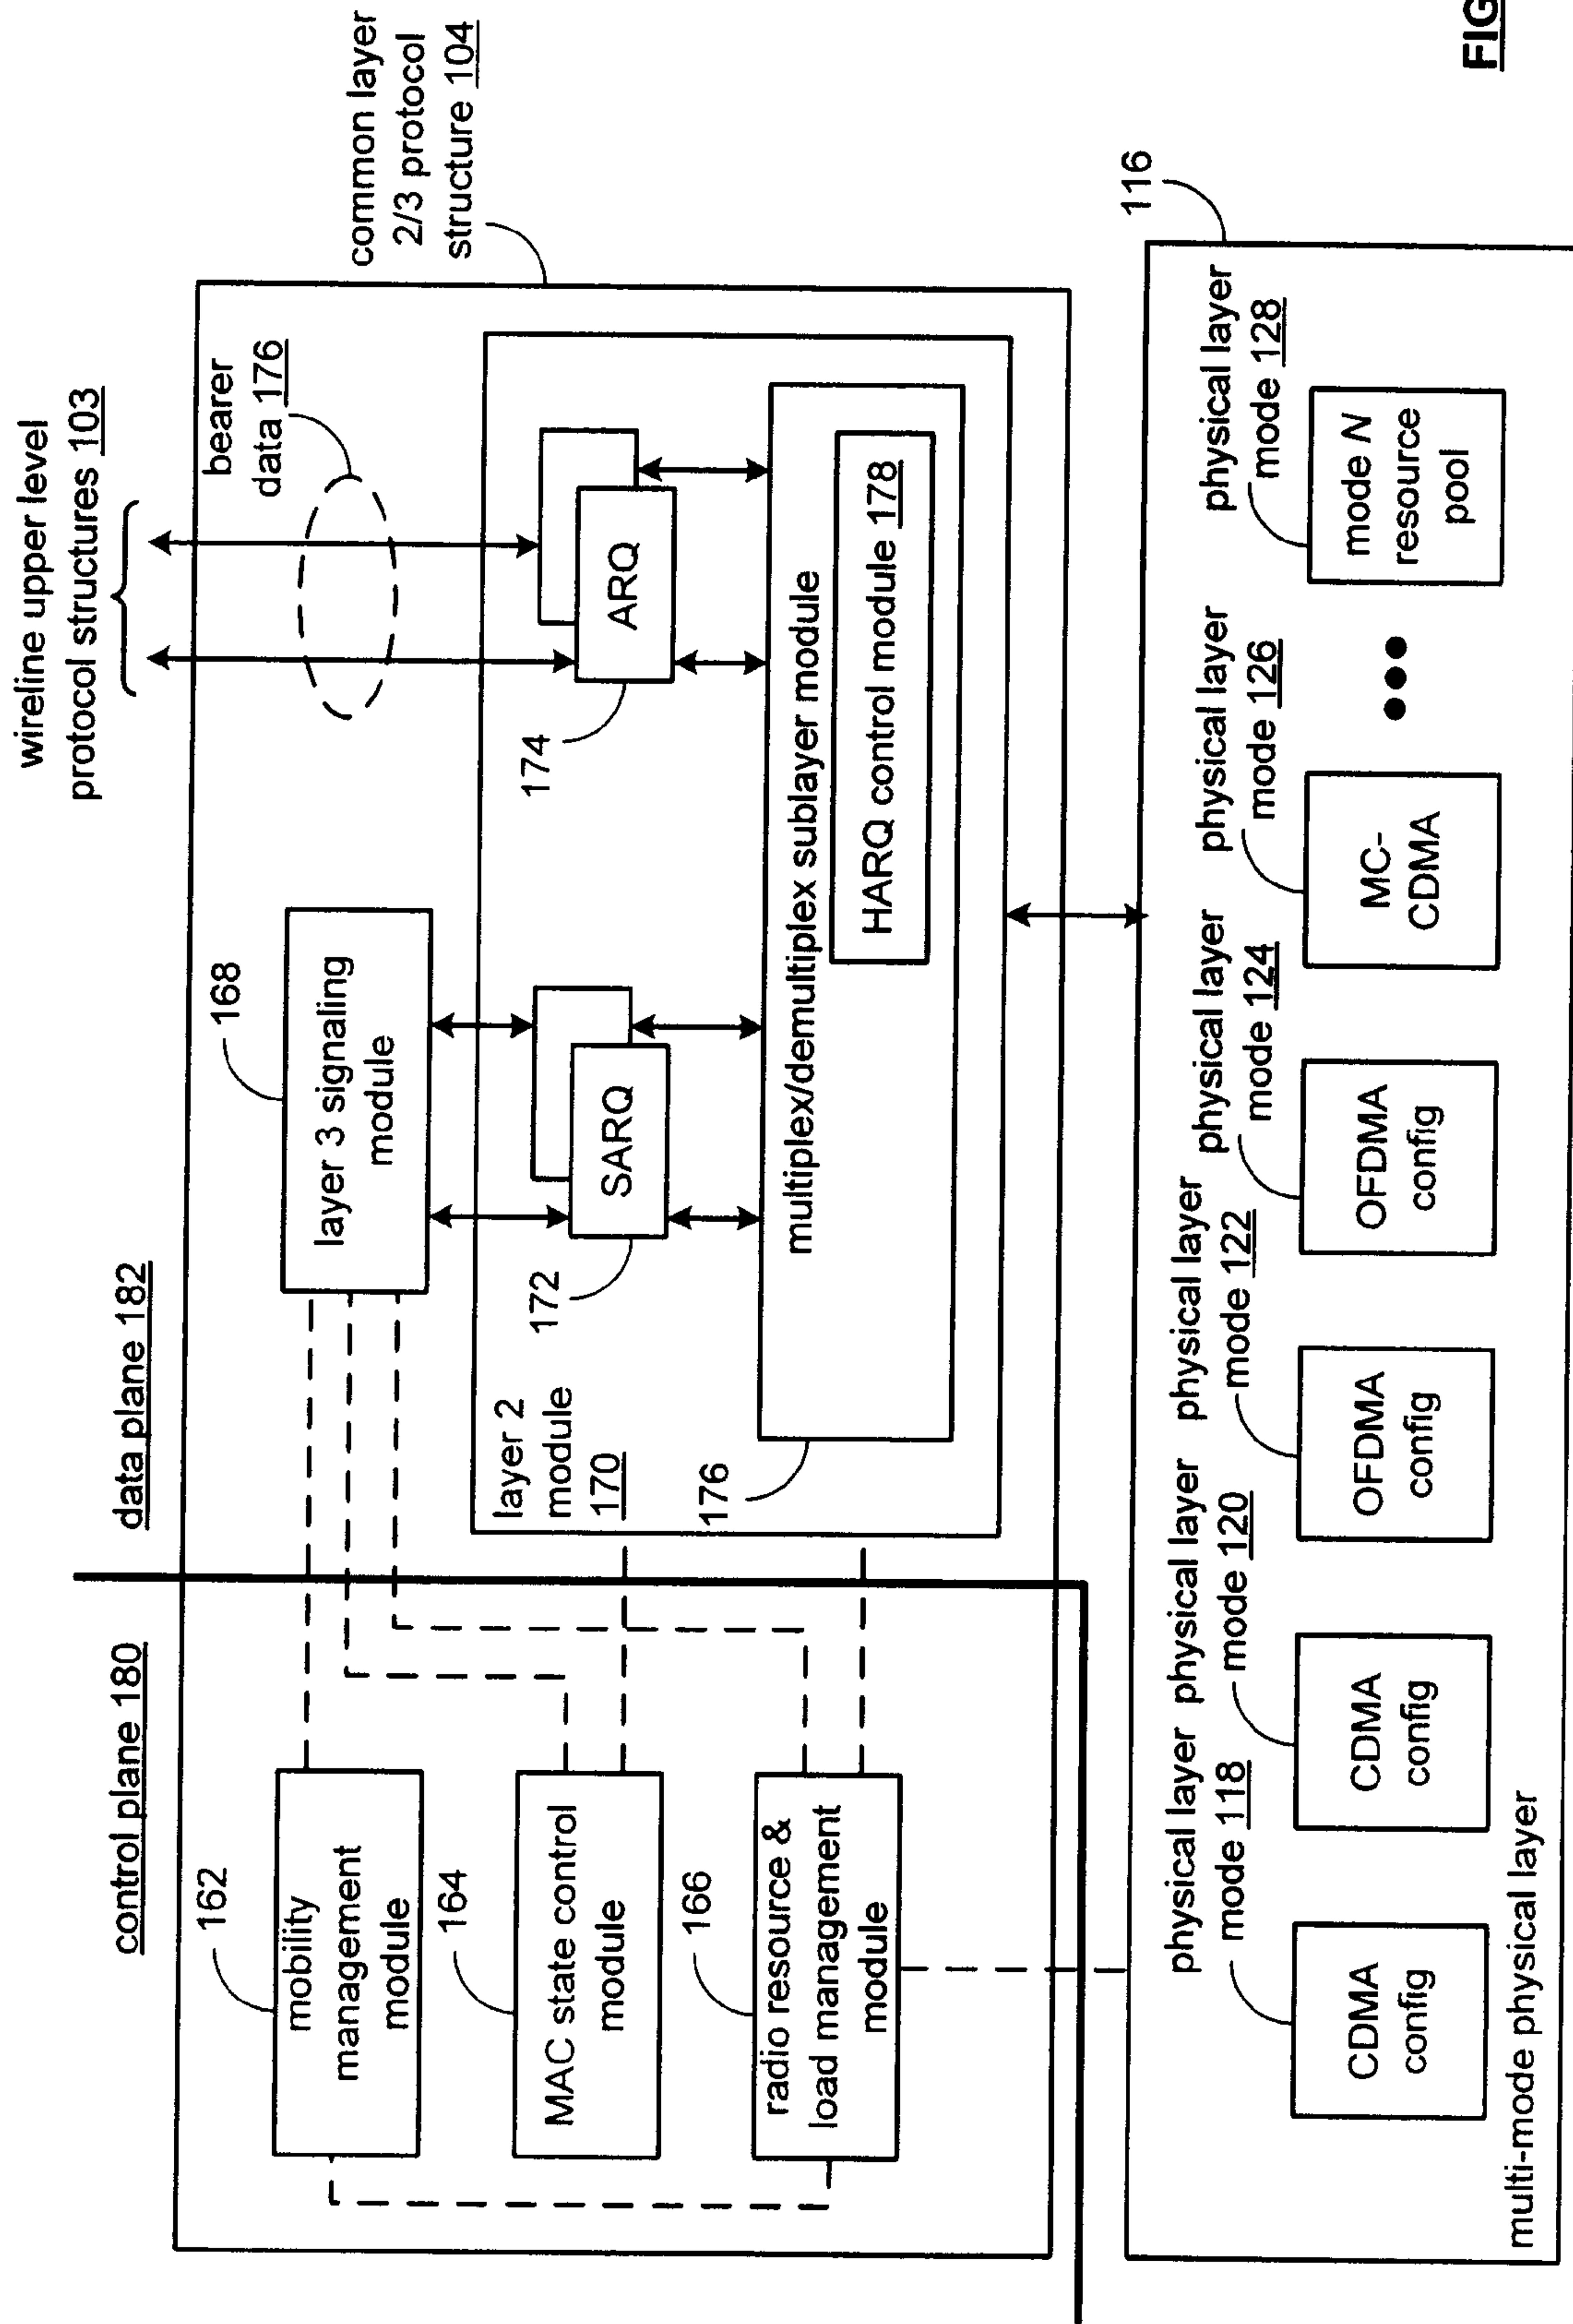 wireline upper level
protocol structures 103
control plane 180
data plane 182
common layer
2/3 protocol
structure 104
bearer
data 176
162
mobility
management
module
164
MAC state control
module
166
radio resource &
load management
module
168
layer 3 signaling
module
layer 2
module
170
172
SARQ
174
ARQ
176
multiplex/demultiplex sublayer module
HARQ control module 178
116
physical layer
mode 118
CDMA
config
physical layer
mode 120
CDMA
config
physical layer
mode 122
OFDMA
config
physical layer
mode 124
OFDMA
config
physical layer
mode 126
MC-
CDMA
physical layer
mode 128
mode N
resource
pool
multi-mode physical layer
FIG